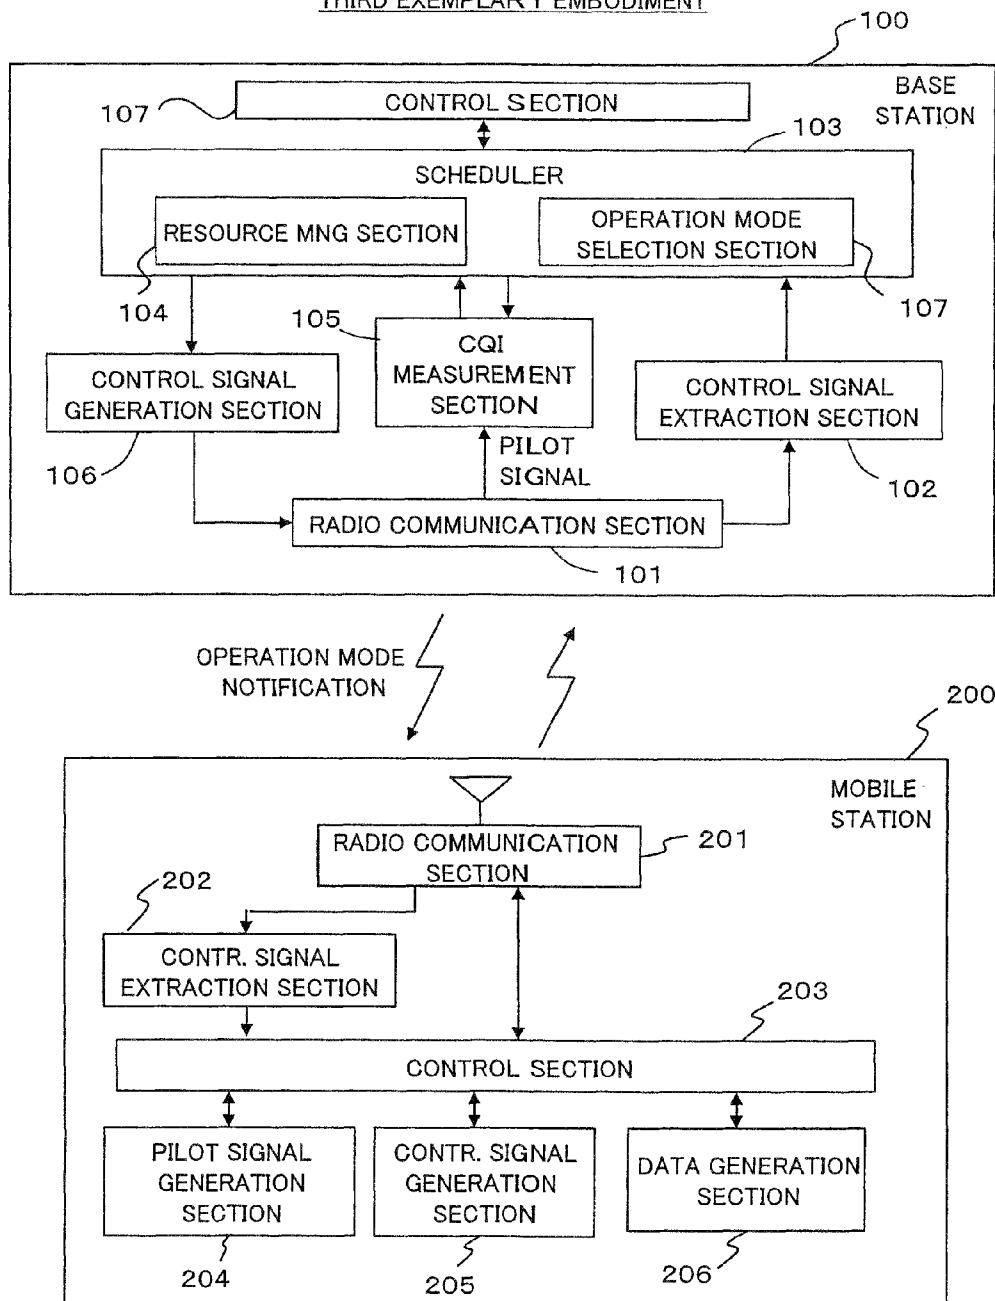 THIRD EXEMPLARY EMBODIMENT
100
BASE
STATION
107
CONTROL SECTION
103
SCHEDULER
RESOURCE MNG SECTION
OPERATION MODE
SELECTION SECTION
104
107
105
CQI
MEASUREMENT
SECTION
CONTROL SIGNAL
GENERATION SECTION
CONTROL SIGNAL
EXTRACTION SECTION
106
PILOT
SIGNAL
102
RADIO COMMUNICATION SECTION
101
OPERATION MODE
NOTIFICATION
200
MOBILE
STATION
RADIO COMMUNICATION
SECTION
201
202
CONTR. SIGNAL
EXTRACTION SECTION
203
CONTROL SECTION
PILOT SIGNAL
GENERATION
SECTION
CONTR. SIGNAL
GENERATION
SECTION
DATA GENERATION
SECTION
204
205
206